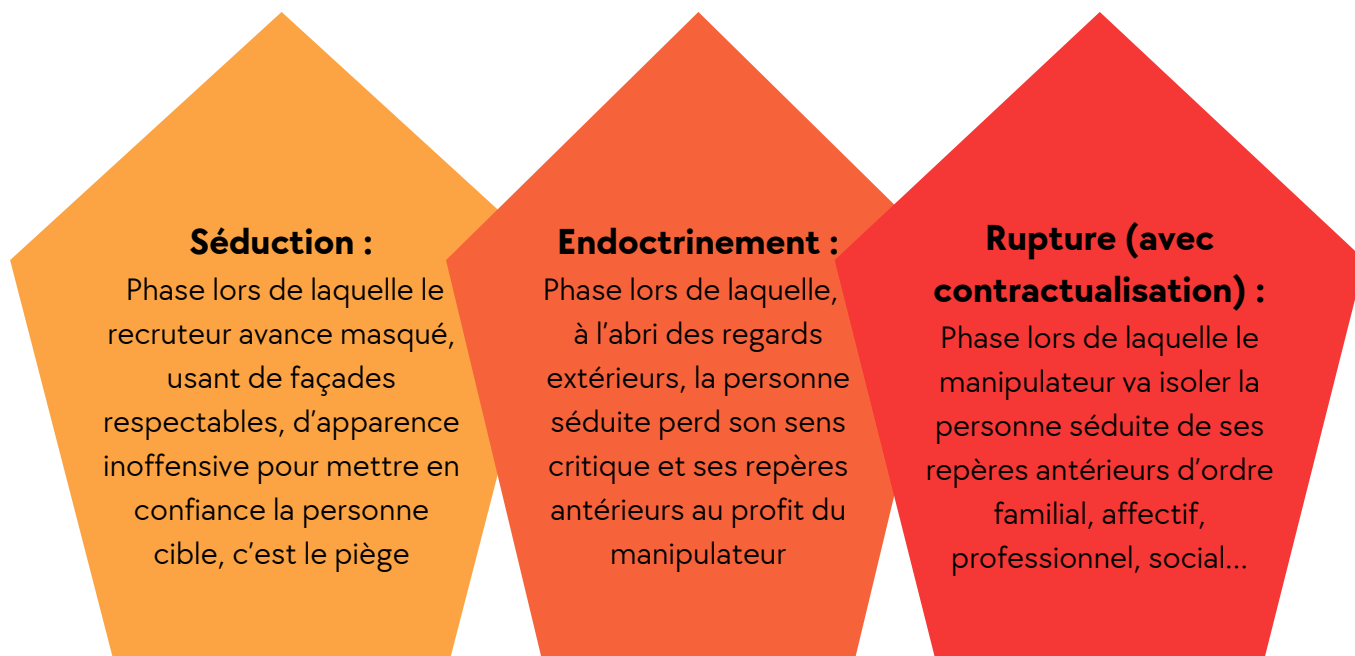 Séduction :
Phase lors de laquelle le
recruteur avance masqué,
usant de façades
respectables, d’apparence
inoffensive pour mettre en
confiance la personne
cible, c’est le piège
Endoctrinement :
Phase lors de laquelle,
à l’abri des regards
extérieurs, la personne
séduite perd son sens
critique et ses repères
antérieurs au profit du
manipulateur
Rupture (avec
contractualisation) :
Phase lors de laquelle le
manipulateur va isoler la
personne séduite de ses
repères antérieurs d’ordre
familial, affectif,
professionnel, social...